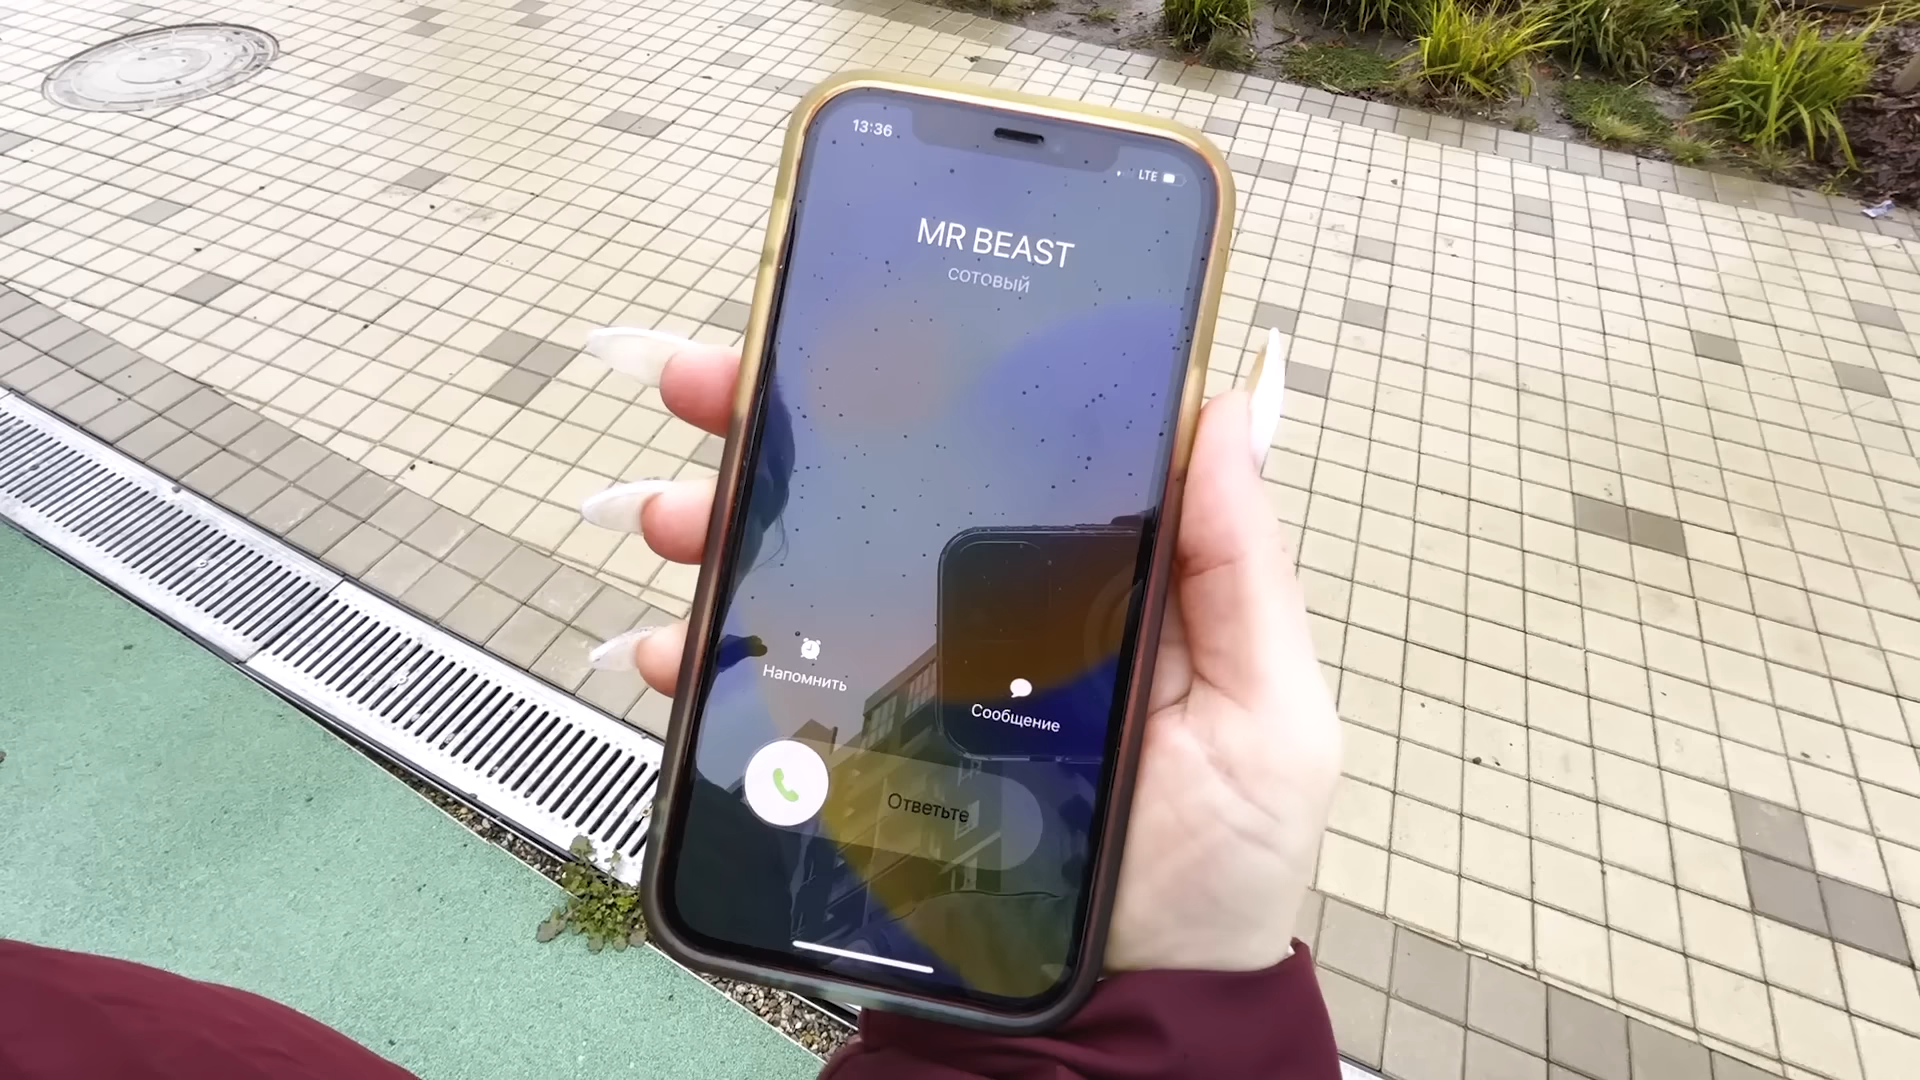 13:36
LTE
MR BEAST
сотовый
Напомнить
Сообщение
Ответьте